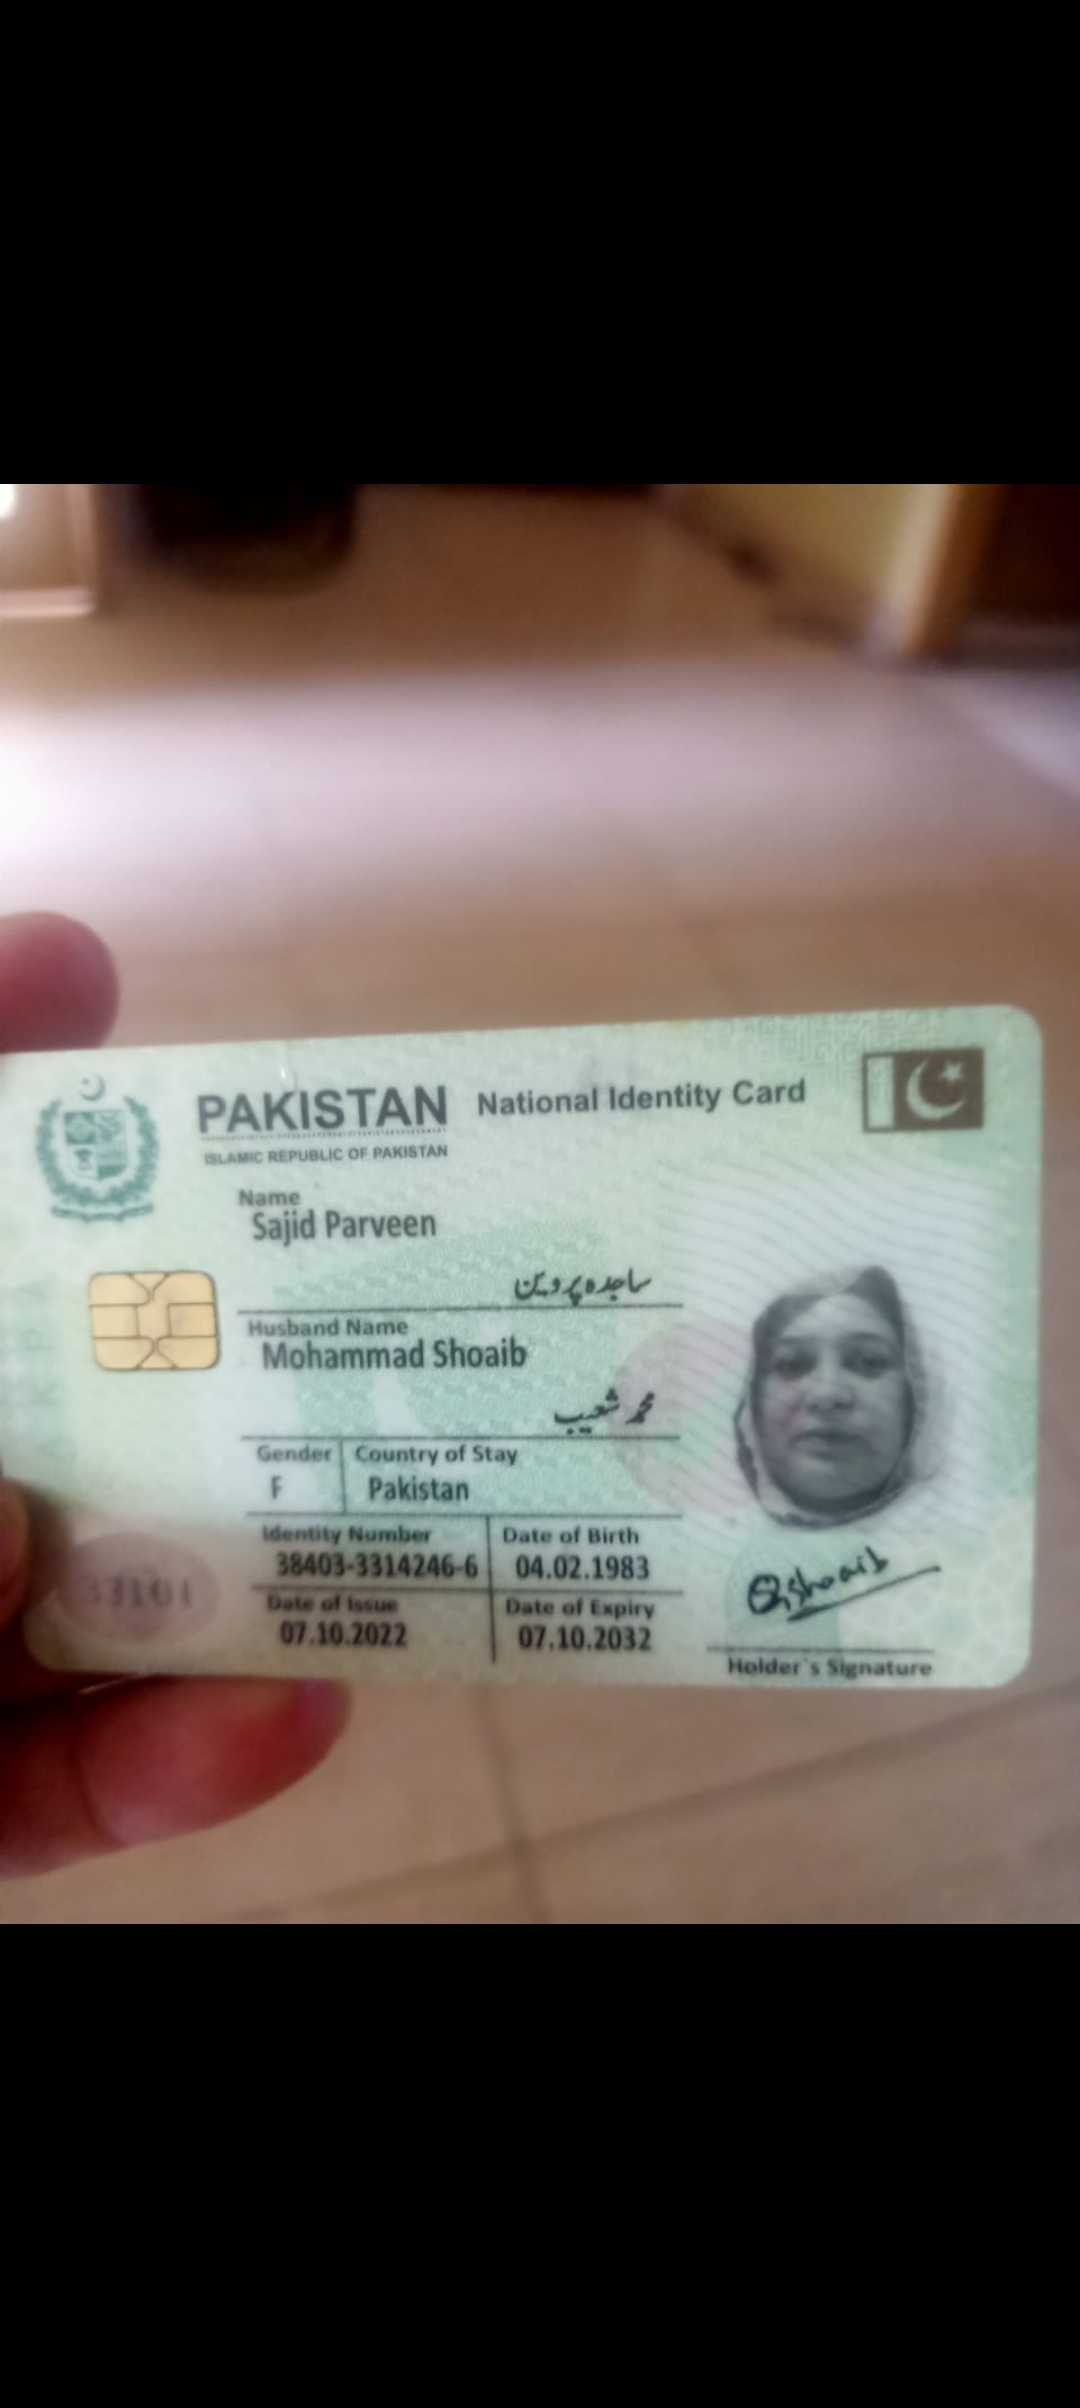 PAKISTAN National Identity Card
ISLAMIC REPUBLIC OF PAKISTAN
Name
Sajid Parveen
ساجدہ پروین
Husband Name
Mohammad Shoaib
محمد شعیب
Gender Country of Stay
F Pakistan
Identity Number Date of Birth
38403-3314246-6 04.02.1983
Date of Issue Date of Expiry
07.10.2022 07.10.2032
33101
Holder's Signature